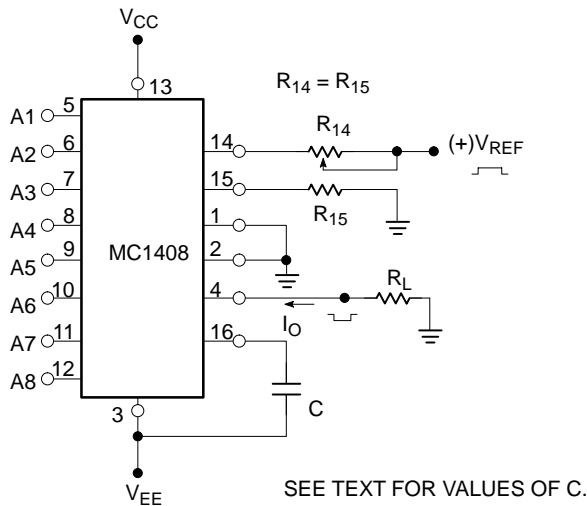 VCC
13
R14 = R15
A1 5
A2 6
A3 7
A4 8
A5 9
A6 10
A7 11
A8 12
MC1408
14 R14 (+)VREF
15 R15
1
2
4 IO RL
16 C
3
VEE
SEE TEXT FOR VALUES OF C.